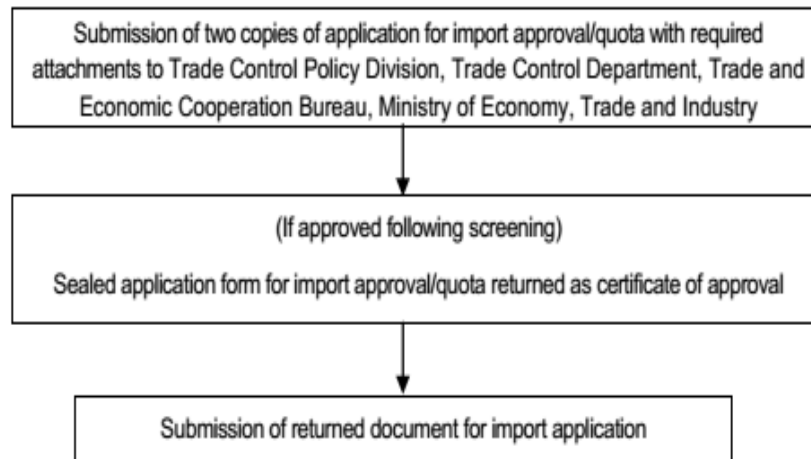 Submission of two copies of application for import approval/quota with required
attachments to Trade Control Policy Division, Trade Control Department, Trade and
Economic Cooperation Bureau, Ministry of Economy, Trade and Industry
(If approved following screening)
Sealed application form for import approval/quota returned as certificate of approval
Submission of returned document for import application